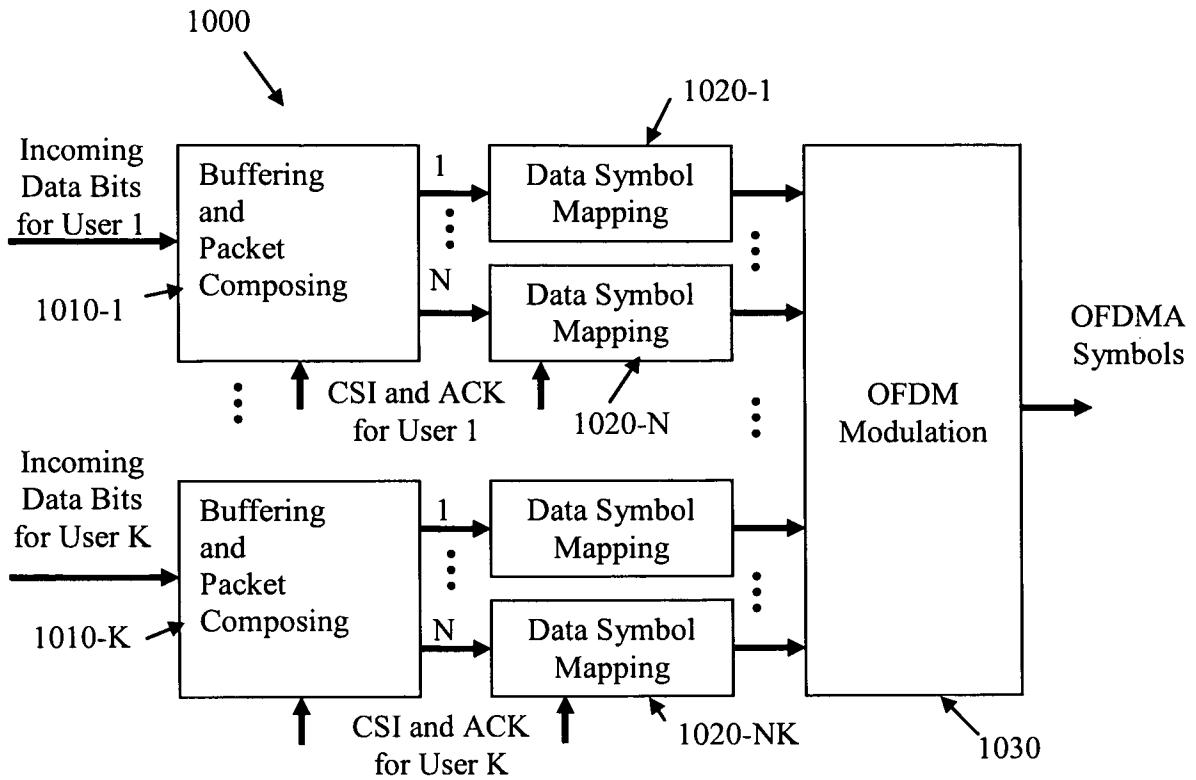 1000
1020-1
Incoming
Data Bits
for User 1
Buffering
and
Packet
Composing
1
N
Data Symbol
Mapping
Data Symbol
Mapping
1010-1
CSI and ACK
for User 1
1020-N
OFDM
Modulation
OFDMA
Symbols
Incoming
Data Bits
for User K
Buffering
and
Packet
Composing
1
N
Data Symbol
Mapping
Data Symbol
Mapping
1010-K
CSI and ACK
for User K
1020-NK
1030